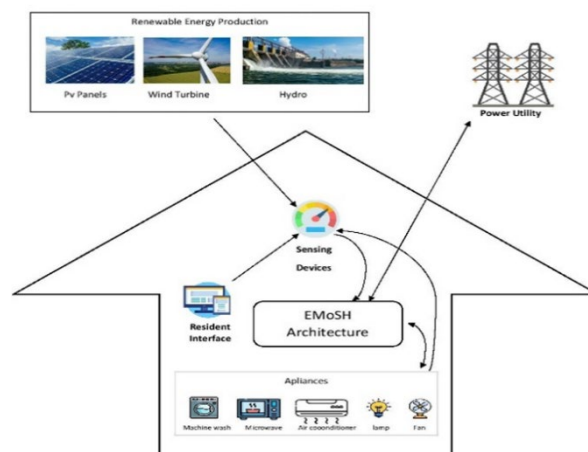 Renewable Energy Production
Pv Panels Wind Turbine Hydro
Power Utility
Sensing
Devices
Resident
Interface
EMoSH
Architecture
Apliances
Machine wash Microwave Air cooonditioner lamp Fan